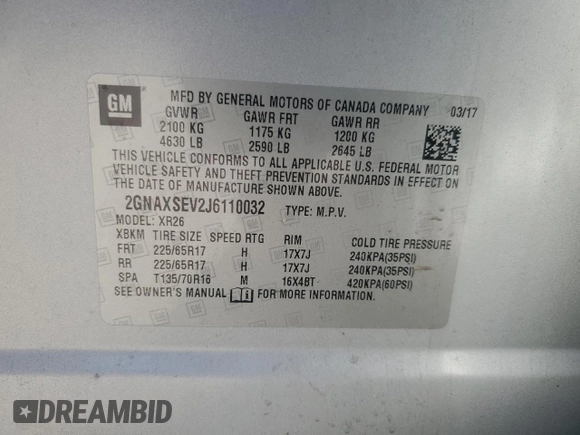 GM
MFD BY GENERAL MOTORS OF CANADA COMPANY 03/17
GVWR GAWR FRT GAWR RR
2100 KG 1175 KG 1200 KG
4630 LB 2590 LB 2645 LB
THIS VEHICLE CONFORMS TO ALL APPLICABLE U.S. FEDERAL MOTOR
VEHICLE SAFETY AND THEFT PREVENTION STANDARDS IN EFFECT ON
THE DATE OF MANUFACTURE SHOWN ABOVE.
2GNAXSEV2J6110032 TYPE: M.P.V.
MODEL: XR26
XBKM TIRE SIZE SPEED RTG RIM COLD TIRE PRESSURE
FRT 225/65R17 H 17X7J 240KPA(35PSI)
RR 225/65R17 H 17X7J 240KPA(35PSI)
SPA T135/70R16 M 16X4BT 420KPA(60PSI)
SEE OWNER'S MANUAL FOR MORE INFORMATION.
DREAMBID